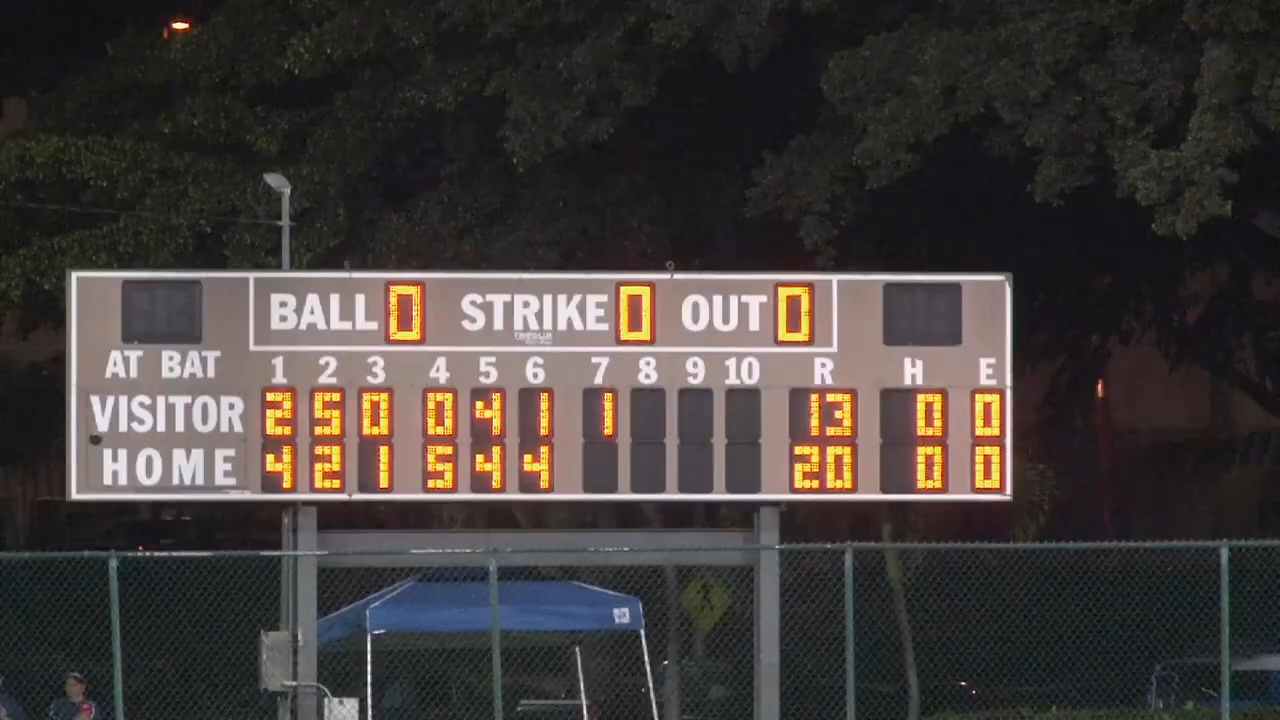 BALL 0 STRIKE 0 OUT 0
AT BAT 1 2 3 4 5 6 7 8 9 10 R H E
VISITOR 2 5 0 0 4 1 1 13 0 0
HOME 4 2 1 5 4 4 20 0 0